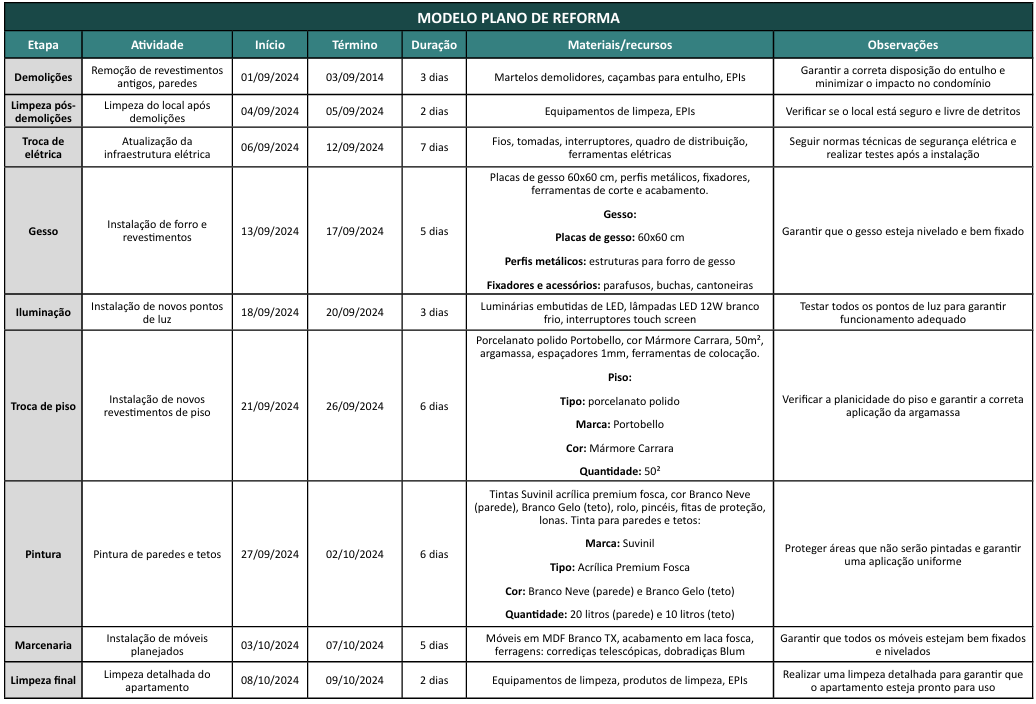 MODELO PLANO DE REFORMA
Etapa Atividade Início Término Duração Materiais/recursos Observações
Demolições
Remoção de revestimentos
antigos, paredes
01/09/2024
03/09/2014
3 dias
Martelos demolidores, caçambas para entulho, EPIs
Garantir a correta disposição do entulho e
minimizar o impacto no condomínio
Limpeza pós-
demolições
Limpeza do local após
demolições
04/09/2024
05/09/2024
2 dias
Equipamentos de limpeza, EPIs
Verificar se o local está seguro e livre de detritos
Troca de
elétrica
Atualização da
infraestrutura elétrica
06/09/2024
12/09/2024
7 dias
Fios, tomadas, interruptores, quadro de distribuição,
ferramentas elétricas
Seguir normas técnicas de segurança elétrica e
realizar testes após a instalação
Gesso
Instalação de forro e
revestimentos
13/09/2024
17/09/2024
5 dias
Placas de gesso 60x60 cm, perfis metálicos, fixadores,
ferramentas de corte e acabamento.
Gesso:
Placas de gesso: 60x60 cm
Perfis metálicos: estruturas para forro de gesso
Fixadores e acessórios: parafusos, buchas, cantoneiras
Garantir que o gesso esteja nivelado e bem fixado
Iluminação
Instalação de novos pontos
de luz
18/09/2024
20/09/2024
3 dias
Luminárias embutidas de LED, lâmpadas LED 12W branco
frio, interruptores touch screen
Testar todos os pontos de luz para garantir
funcionamento adequado
Troca de piso
Instalação de novos
revestimentos de piso
21/09/2024
26/09/2024
6 dias
Porcelanato polido Portobello, cor Mármore Carrara, 50m²,
argamassa, espaçadores 1mm, ferramentas de colocação.
Piso:
Tipo: porcelanato polido
Marca: Portobello
Cor: Mármore Carrara
Quantidade: 50²
Verificar a planicidade do piso e garantir a correta
aplicação da argamassa
Pintura
Pintura de paredes e tetos
27/09/2024
02/10/2024
6 dias
Tintas Suvinil acrílica premium fosca, cor Branco Neve
(parede), Branco Gelo (teto), rolo, pincéis, fitas de proteção,
lonas. Tinta para paredes e tetos:
Marca: Suvinil
Tipo: Acrílica Premium Fosca
Cor: Branco Neve (parede) e Branco Gelo (teto)
Quantidade: 20 litros (parede) e 10 litros (teto)
Proteger áreas que não serão pintadas e garantir
uma aplicação uniforme
Marcenaria
Instalação de móveis
planejados
03/10/2024
07/10/2024
5 dias
Móveis em MDF Branco TX, acabamento em laca fosca,
ferragens: corrediças telescópicas, dobradiças Blum
Garantir que todos os móveis estejam bem fixados
e nivelados
Limpeza final
Limpeza detalhada do
apartamento
08/10/2024
09/10/2024
2 dias
Equipamentos de limpeza, produtos de limpeza, EPIs
Realizar uma limpeza detalhada para garantir que
o apartamento esteja pronto para uso